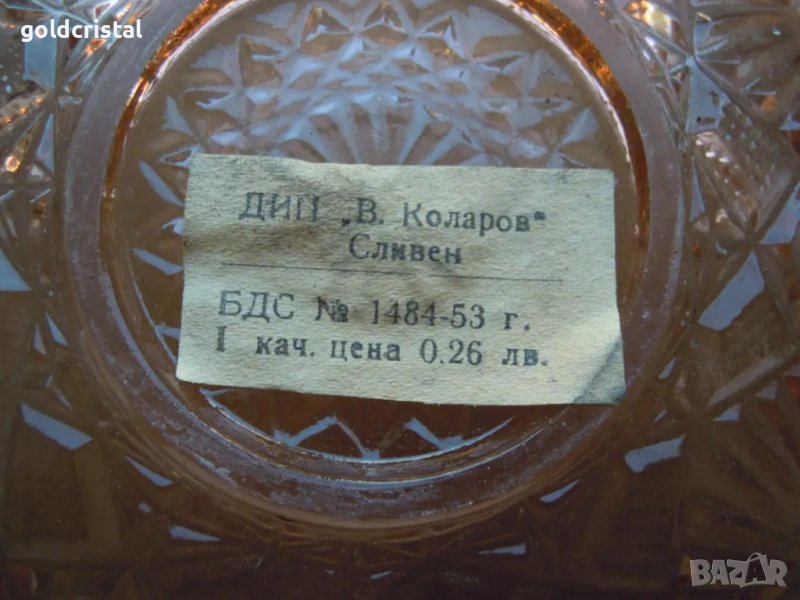 goldcristal
ДИП „В. Коларов“
Сливен
БДС № 1484-53 г.
I кач. цена 0.26 лв.
BAZAR